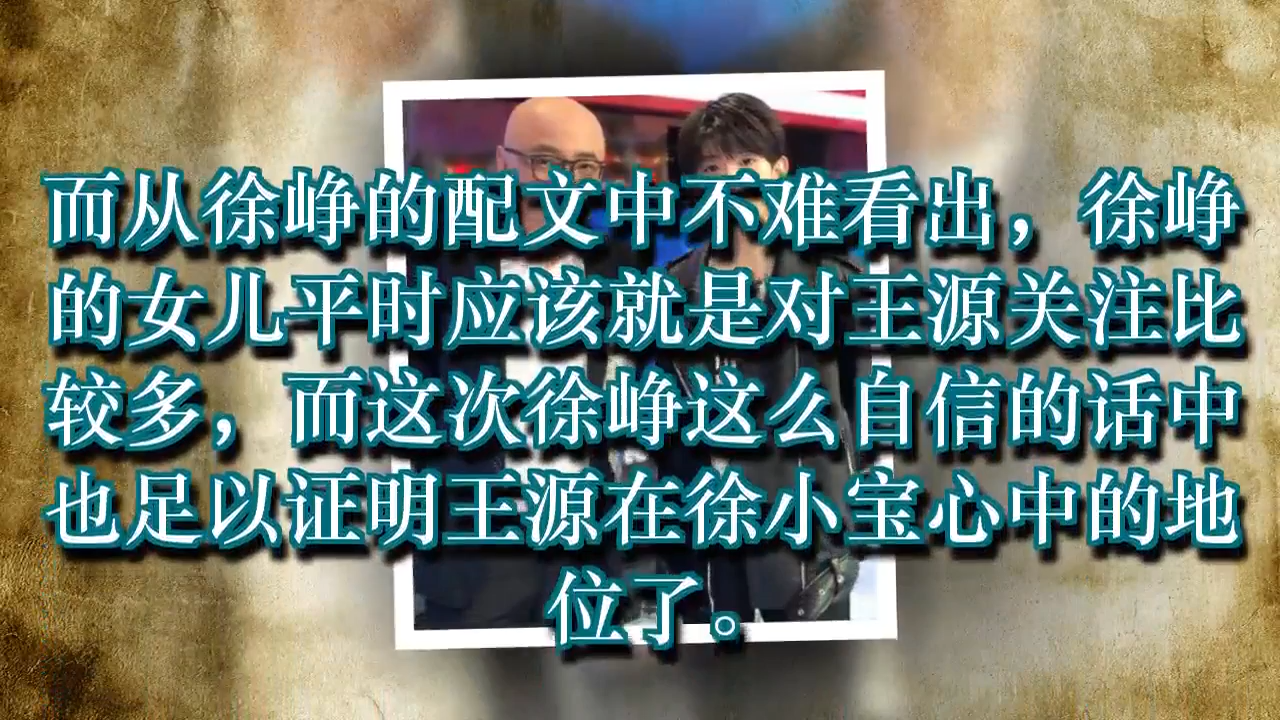 而从徐峥的配文中不难看出，徐峥
的女儿平时应该就是对王源关注比
较多，而这次徐峥这么自信的话中
也足以证明王源在徐小宝心中的地
位了。